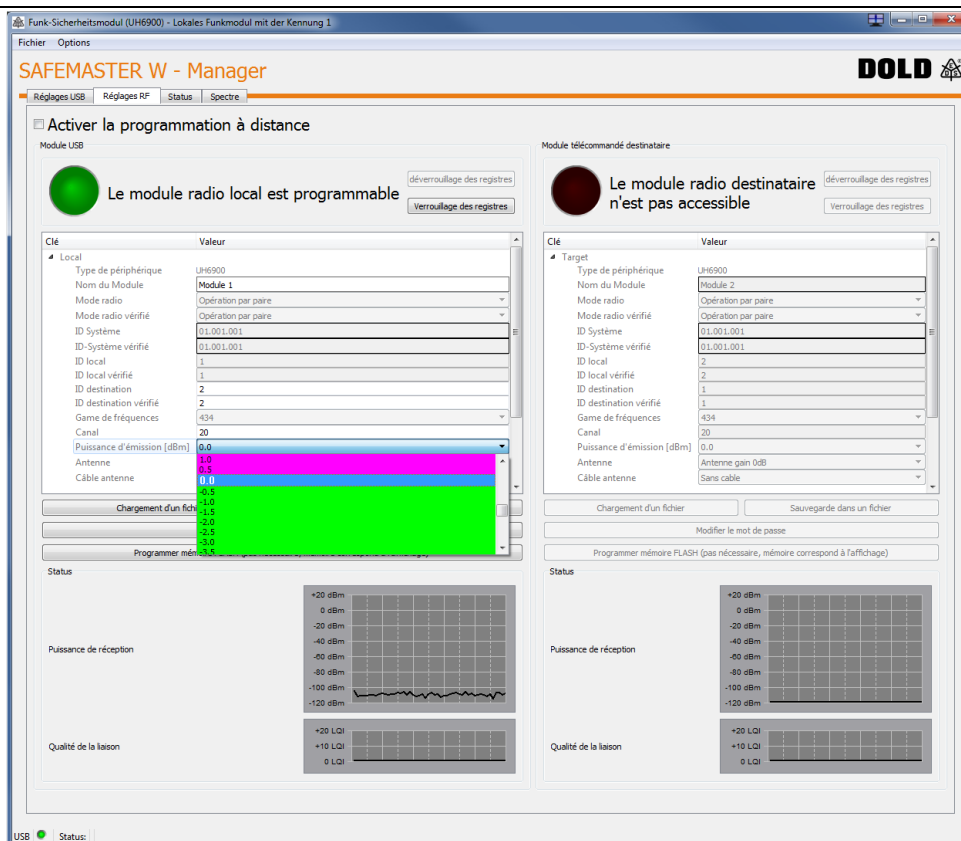 Funk-Sicherheitsmodul (UH6900) - Lokales Funkmodul mit der Kennung 1
Fichier Options
SAFEMASTER W - Manager
DOLD
Réglages USB Réglages RF Status Spectre
Activer la programmation à distance
Module USB
Le module radio local est programmable
déverrouillage des registres
Verrouillage des registres
Clé Valeur
Local
Type de périphérique UH6900
Nom du Module Module 1
Mode radio Opération par paire
Mode radio vérifié Opération par paire
ID Système 01.001.001
ID-Système vérifié 01.001.001
ID local 1
ID local vérifié 1
ID destination 2
ID destination vérifié 2
Game de fréquences 434
Canal 20
Puissance d'émission [dBm] 0.0
Antenne
Câble antenne
1.0
0.5
0.0
-0.5
-1.0
-1.5
-2.0
-2.5
-3.0
-3.5
Chargement d'un fichi
Programmer mé
Status
Puissance de réception
+20 dBm
0 dBm
-20 dBm
-40 dBm
-60 dBm
-80 dBm
-100 dBm
-120 dBm
Qualité de la liaison
+20 LQI
+10 LQI
0 LQI
Module télécommandé destinataire
Le module radio destinataire
n'est pas accessible
déverrouillage des registres
Verrouillage des registres
Clé Valeur
Target
Type de périphérique UH6900
Nom du Module Module 2
Mode radio Opération par paire
Mode radio vérifié Opération par paire
ID Système 01.001.001
ID-Système vérifié 01.001.001
ID local 2
ID local vérifié 2
ID destination 1
ID destination vérifié 1
Game de fréquences 434
Canal 20
Puissance d'émission [dBm] 0.0
Antenne Antenne gain 0dB
Câble antenne Sans cable
Chargement d'un fichier Sauvegarde dans un fichier
Modifier le mot de passe
Programmer mémoire FLASH (pas nécessaire, mémoire correspond à l'affichage)
Status
Puissance de réception
+20 dBm
0 dBm
-20 dBm
-40 dBm
-60 dBm
-80 dBm
-100 dBm
-120 dBm
Qualité de la liaison
+20 LQI
+10 LQI
0 LQI
USB Status: